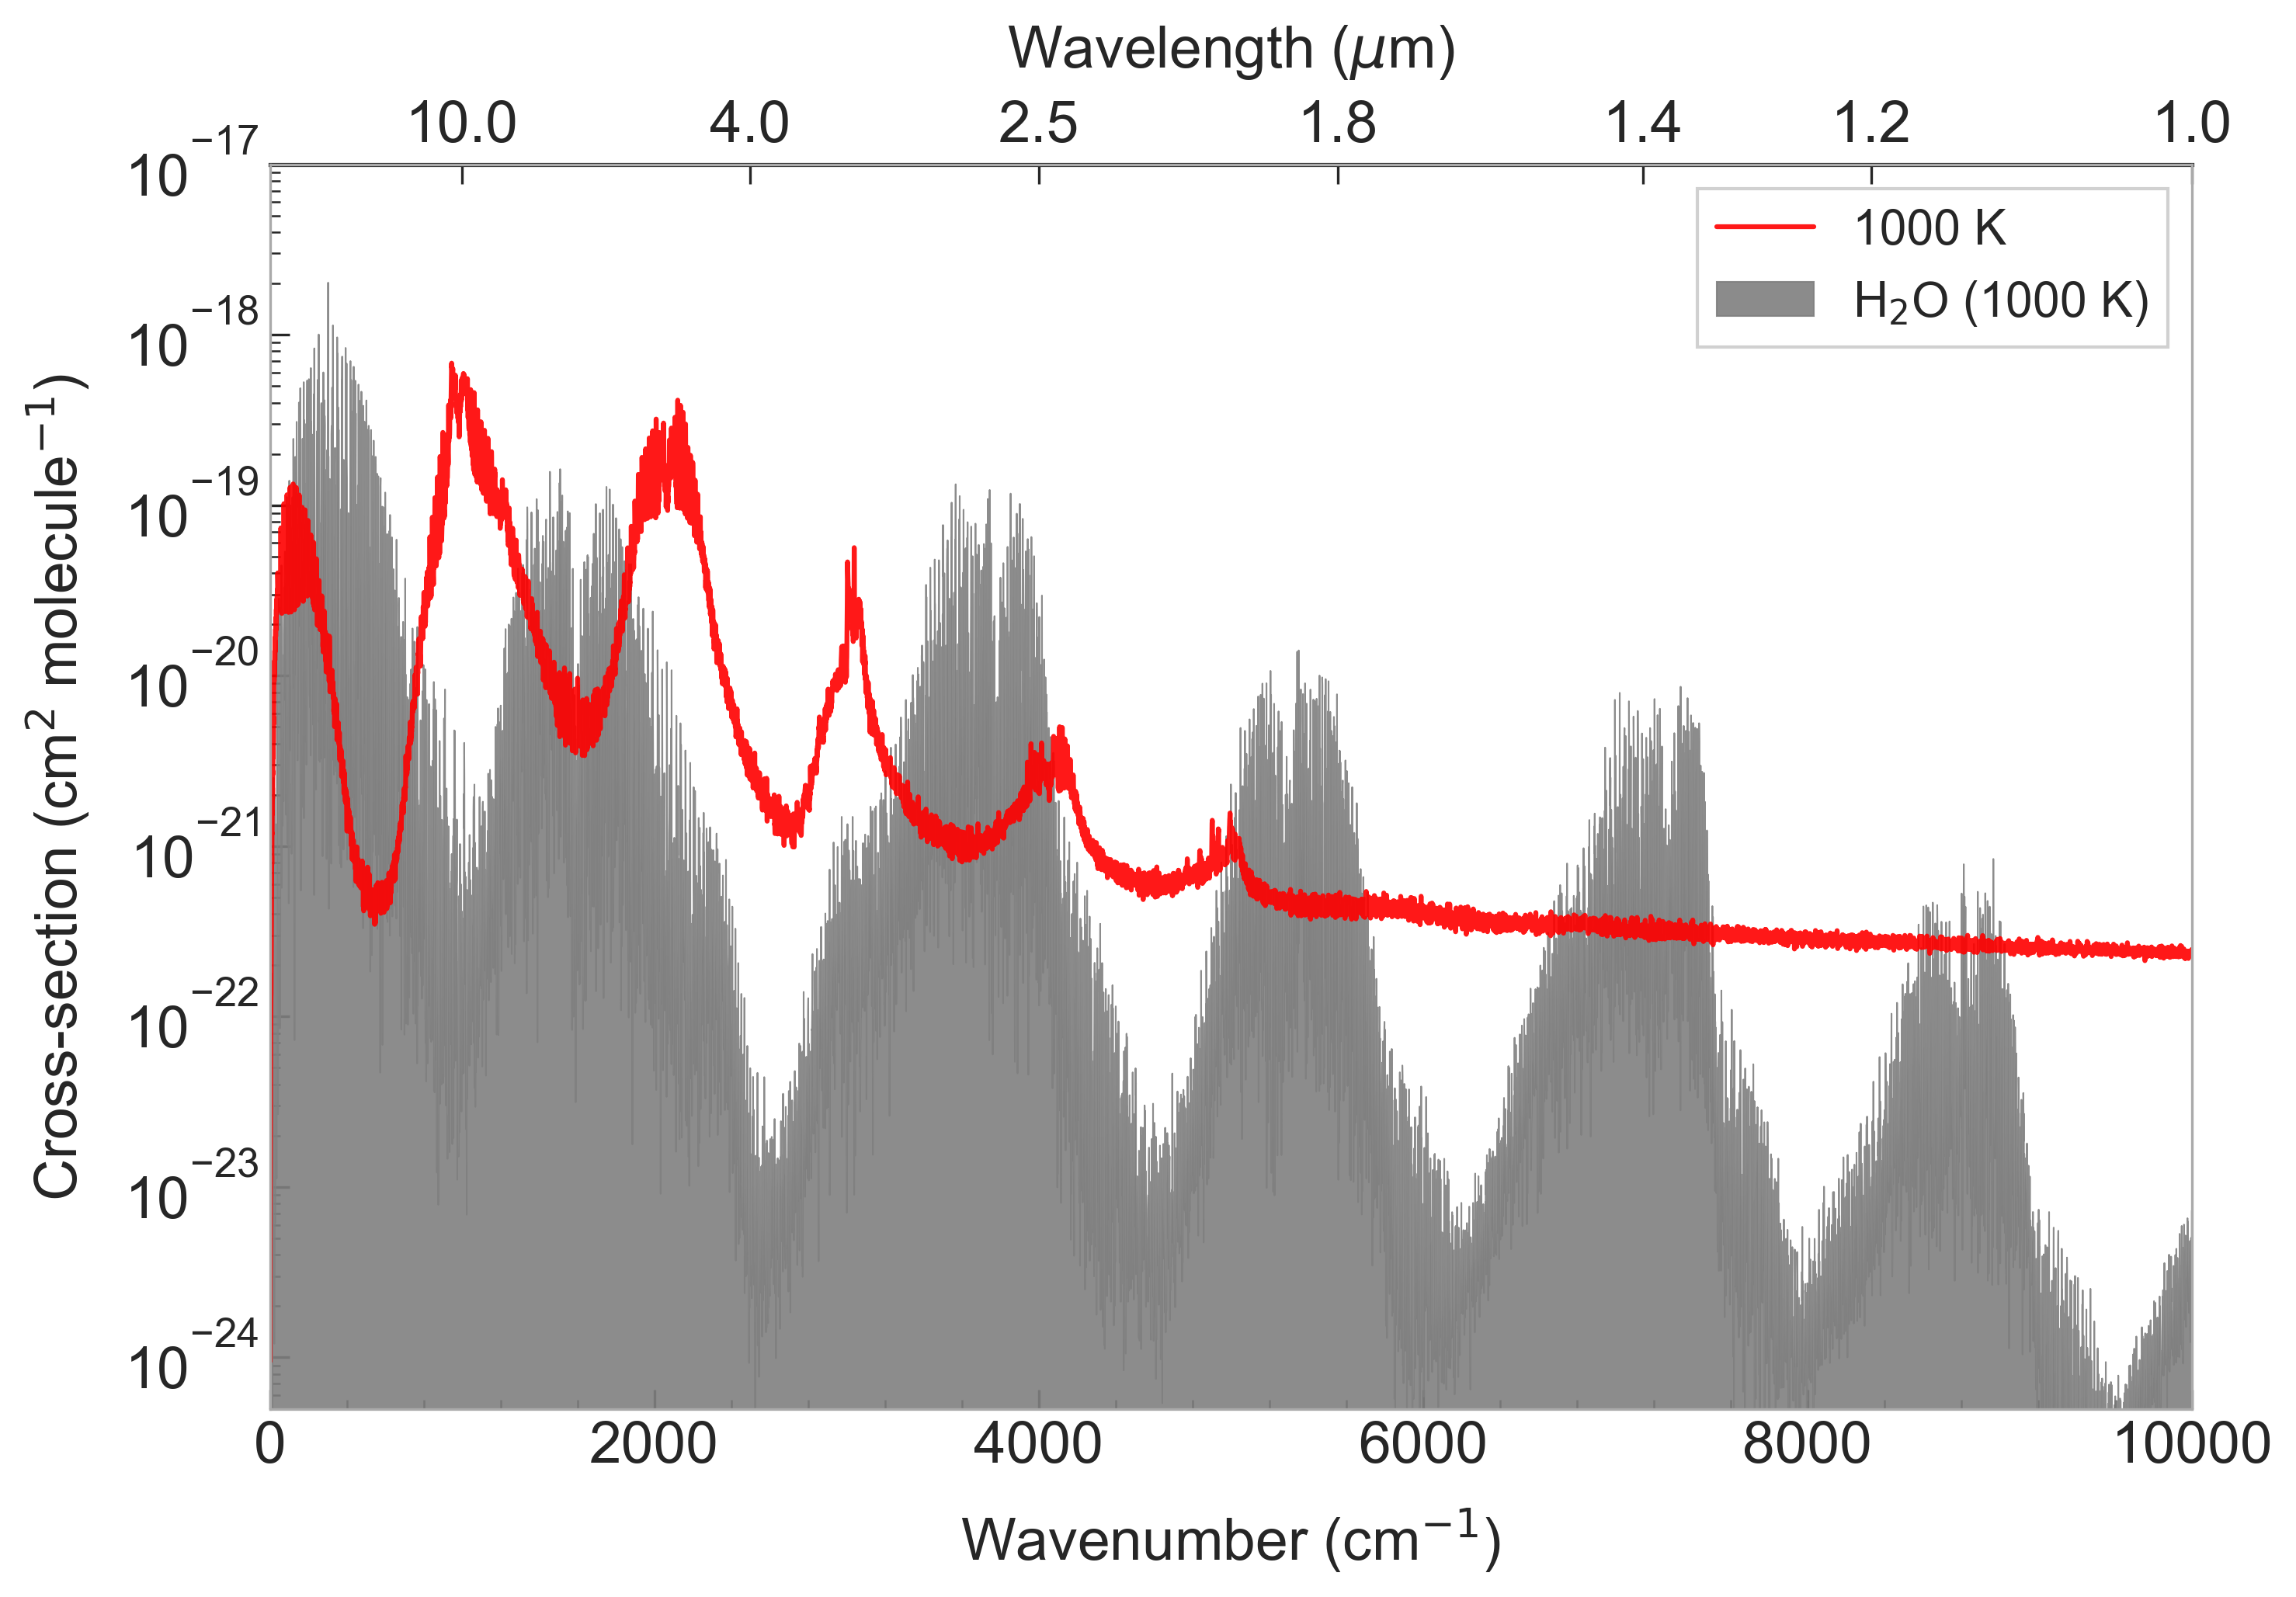 Wavelength (μm)
10.0 4.0 2.5 1.8 1.4 1.2 1.0
1000 K
H₂O (1000 K)
10⁻¹⁷
10⁻¹⁸
10⁻¹⁹
10⁻²⁰
10⁻²¹
10⁻²²
10⁻²³
10⁻²⁴
Cross-section (cm² molecule⁻¹)
0 2000 4000 6000 8000 10000
Wavenumber (cm⁻¹)